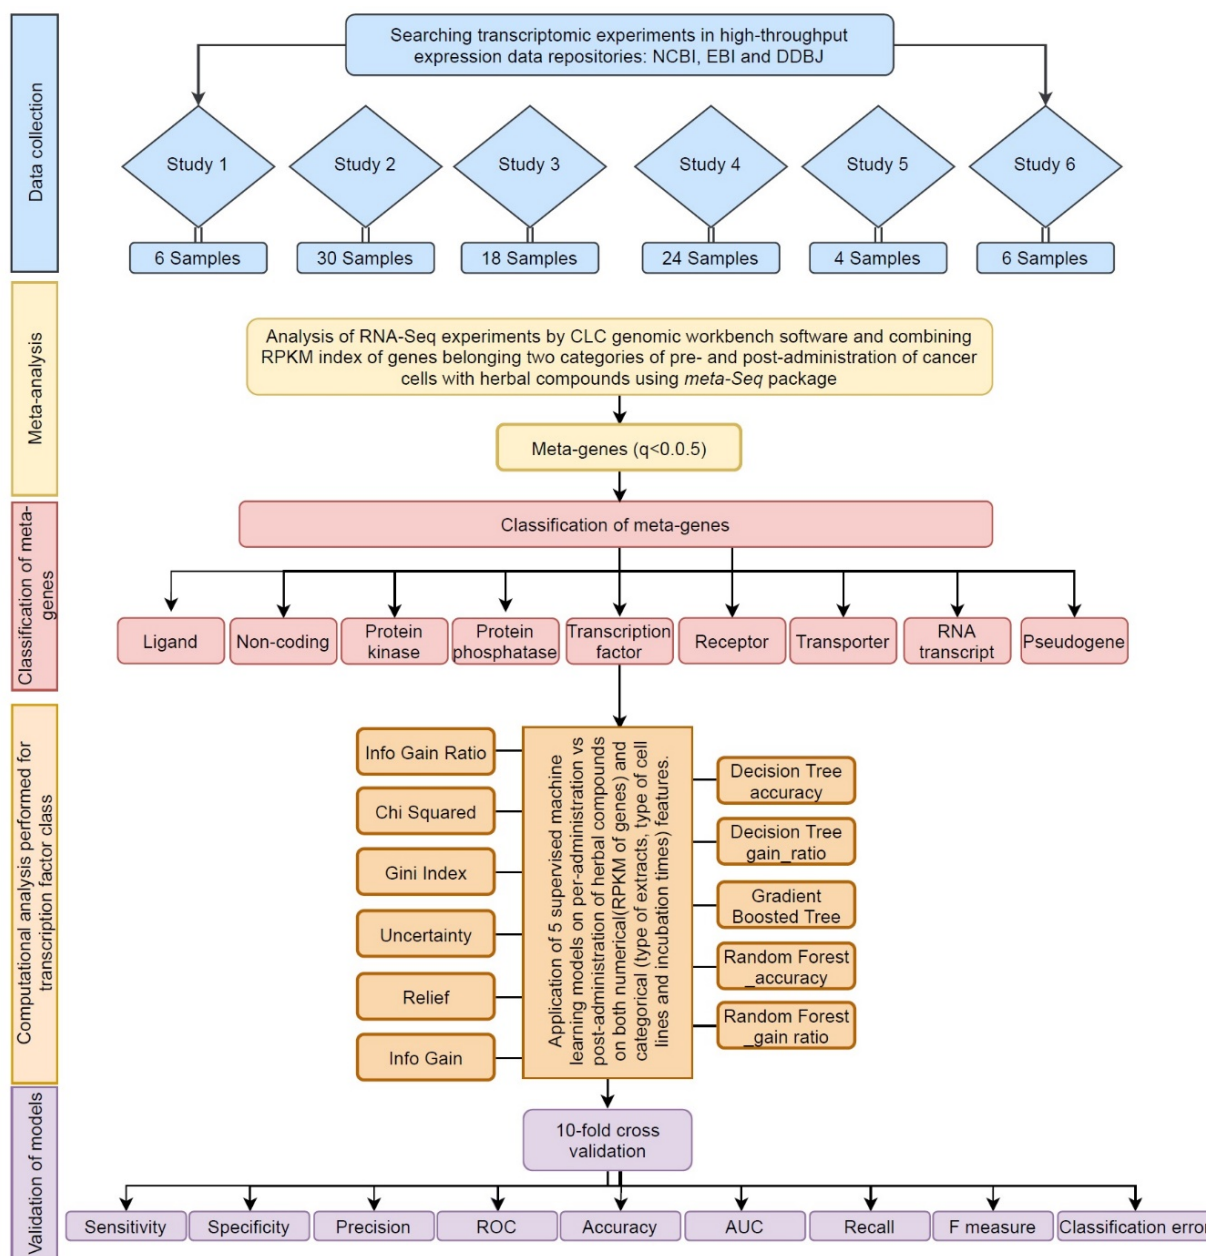 Data collection
Searching transcriptomic experiments in high-throughput
expression data repositories: NCBI, EBI and DDBJ
Study 1
Study 2
Study 3
Study 4
Study 5
Study 6
6 Samples
30 Samples
18 Samples
24 Samples
4 Samples
6 Samples
Meta-analysis
Analysis of RNA-Seq experiments by CLC genomic workbench software and combining
RPKM index of genes belonging two categories of pre- and post-administration of cancer
cells with herbal compounds using meta-Seq package
Meta-genes (q<0.0.5)
Classification of meta-
genes
Classification of meta-genes
Ligand
Non-coding
Protein
kinase
Protein
phosphatase
Transcription
factor
Receptor
Transporter
RNA
transcript
Pseudogene
Computational analysis performed for
transcription factor class
Info Gain Ratio
Chi Squared
Gini Index
Uncertainty
Relief
Info Gain
Application of 5 supervised machine
learning models on per-administration vs
post-administration of herbal compounds
on both numerical(RPKM of genes) and
categorical (type of extracts, type of cell
lines and incubation times) features.
Decision Tree
accuracy
Decision Tree
gain_ratio
Gradient
Boosted Tree
Random Forest
_accuracy
Random Forest
_gain ratio
Validation of models
10-fold cross
validation
Sensitivity
Specificity
Precision
ROC
Accuracy
AUC
Recall
F measure
Classification error